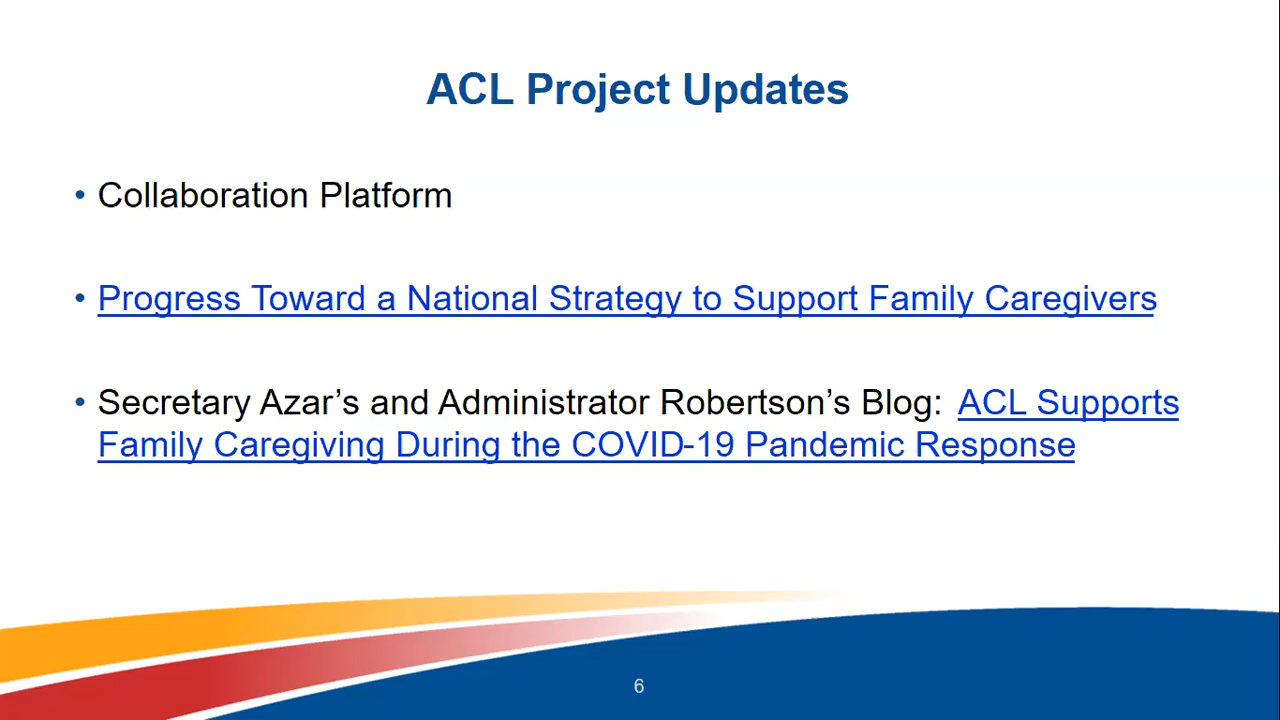 ACL Project Updates
• Collaboration Platform
• Progress Toward a National Strategy to Support Family Caregivers
• Secretary Azar’s and Administrator Robertson’s Blog: ACL Supports
Family Caregiving During the COVID-19 Pandemic Response
6